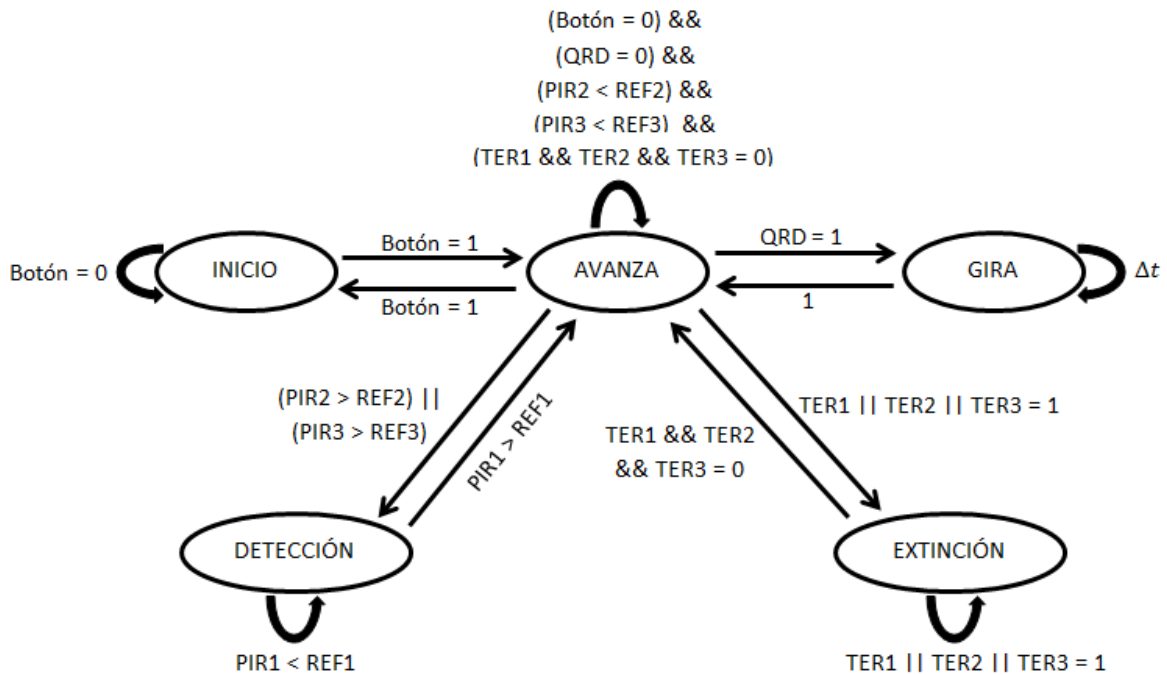 (Botón = 0) &&
(QRD = 0) &&
(PIR2 < REF2) &&
(PIR3 < REF3) &&
(TER1 && TER2 && TER3 = 0)
Botón = 0
INICIO
Botón = 1
Botón = 1
AVANZA
QRD = 1
1
GIRA
Δt
(PIR2 > REF2) ||
(PIR3 > REF3)
PIR1 > REF1
TER1 && TER2
&& TER3 = 0
TER1 || TER2 || TER3 = 1
DETECCIÓN
PIR1 < REF1
EXTINCIÓN
TER1 || TER2 || TER3 = 1